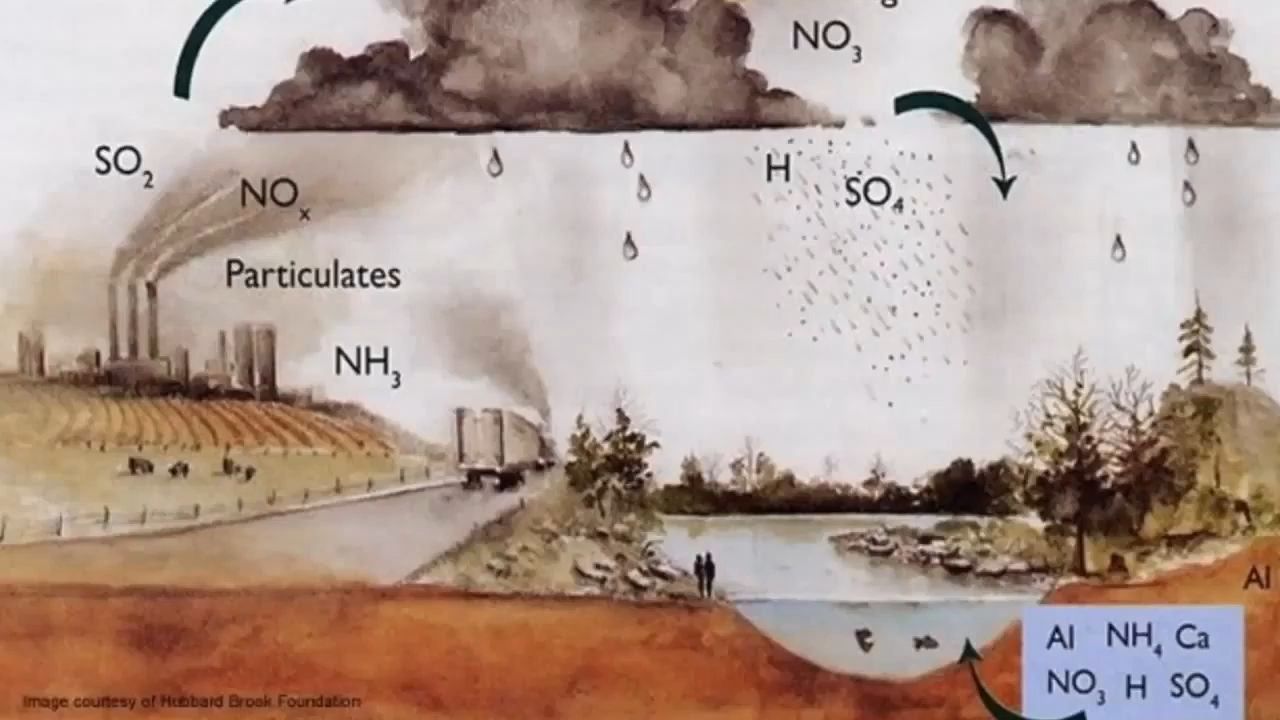 NO₃
SO₂
NOₓ
H
SO₄
Particulates
NH₃
Al
Al NH₄ Ca
NO₃ H SO₄
Image courtesy of Hubbard Brook Foundation